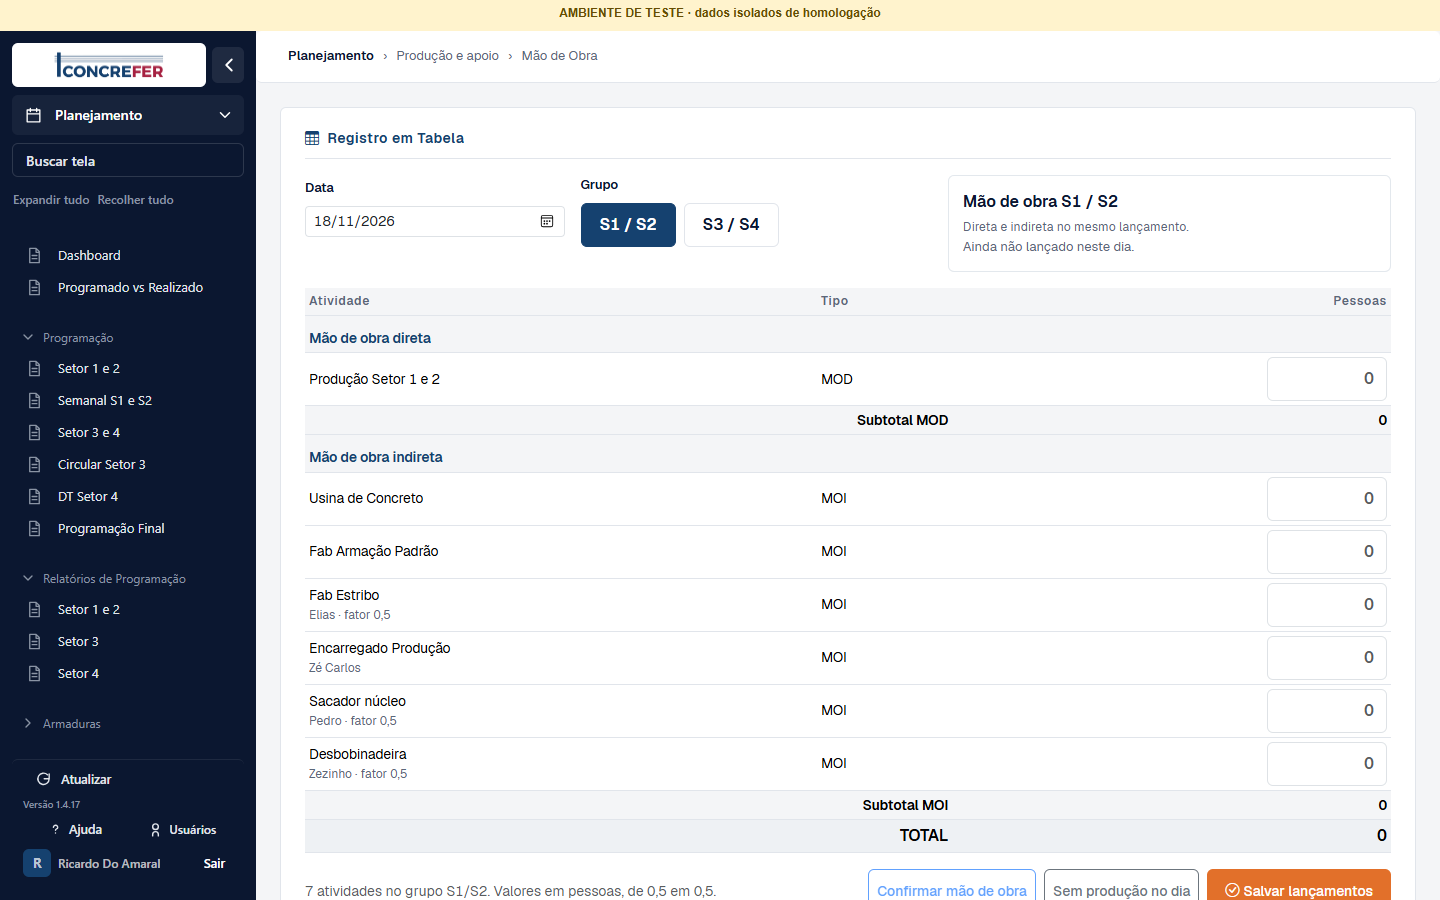 AMBIENTE DE TESTE · dados isolados de homologação
CONCREFER
Planejamento
Buscar tela
Expandir tudo Recolher tudo
Dashboard
Programado vs Realizado
Programação
Setor 1 e 2
Semanal S1 e S2
Setor 3 e 4
Circular Setor 3
DT Setor 4
Programação Final
Relatórios de Programação
Setor 1 e 2
Setor 3
Setor 4
Armaduras
Atualizar
Versão 1.4.17
? Ajuda Usuários
R Ricardo Do Amaral Sair
Planejamento › Produção e apoio › Mão de Obra
Registro em Tabela
Data
18/11/2026
Grupo
S1 / S2 S3 / S4
Mão de obra S1 / S2
Direta e indireta no mesmo lançamento.
Ainda não lançado neste dia.
Atividade Tipo Pessoas
Mão de obra direta
Produção Setor 1 e 2 MOD 0
Subtotal MOD 0
Mão de obra indireta
Usina de Concreto MOI 0
Fab Armação Padrão MOI 0
Fab Estribo MOI 0
Elias · fator 0,5
Encarregado Produção MOI 0
Zé Carlos
Sacador núcleo MOI 0
Pedro · fator 0,5
Desbobinadeira MOI 0
Zezinho · fator 0,5
Subtotal MOI 0
TOTAL 0
7 atividades no grupo S1/S2. Valores em pessoas, de 0,5 em 0,5.
Confirmar mão de obra Sem produção no dia Salvar lançamentos